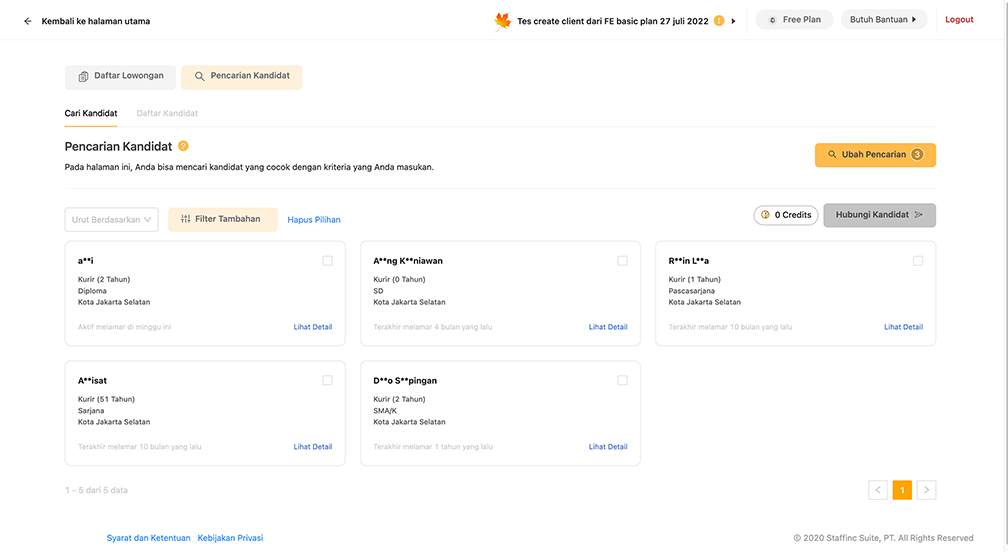 Kembali ke halaman utama
Tes create client dari FE basic plan 27 juli 2022
Free Plan
Butuh Bantuan
Logout
Daftar Lowongan
Pencarian Kandidat
Cari Kandidat
Daftar Kandidat
Pencarian Kandidat ?
Pada halaman ini, Anda bisa mencari kandidat yang cocok dengan kriteria yang Anda masukan.
Ubah Pencarian 3
Urut Berdasarkan
Filter Tambahan
Hapus Pilihan
0 Credits
Hubungi Kandidat
a**i
Kurir (2 Tahun)
Diploma
Kota Jakarta Selatan
Aktif melamar di minggu ini
Lihat Detail
A**ng K**niawan
Kurir (0 Tahun)
SD
Kota Jakarta Selatan
Terakhir melamar 4 bulan yang lalu
Lihat Detail
R**in L**a
Kurir (1 Tahun)
Pascasarjana
Kota Jakarta Selatan
Terakhir melamar 10 bulan yang lalu
Lihat Detail
A**isat
Kurir (51 Tahun)
Sarjana
Kota Jakarta Selatan
Terakhir melamar 10 bulan yang lalu
Lihat Detail
D**o S**pingan
Kurir (2 Tahun)
SMA/K
Kota Jakarta Selatan
Terakhir melamar 1 tahun yang lalu
Lihat Detail
1 - 5 dari 5 data
< 1 >
Syarat dan Ketentuan
Kebijakan Privasi
© 2020 Staffinc Suite, PT. All Rights Reserved